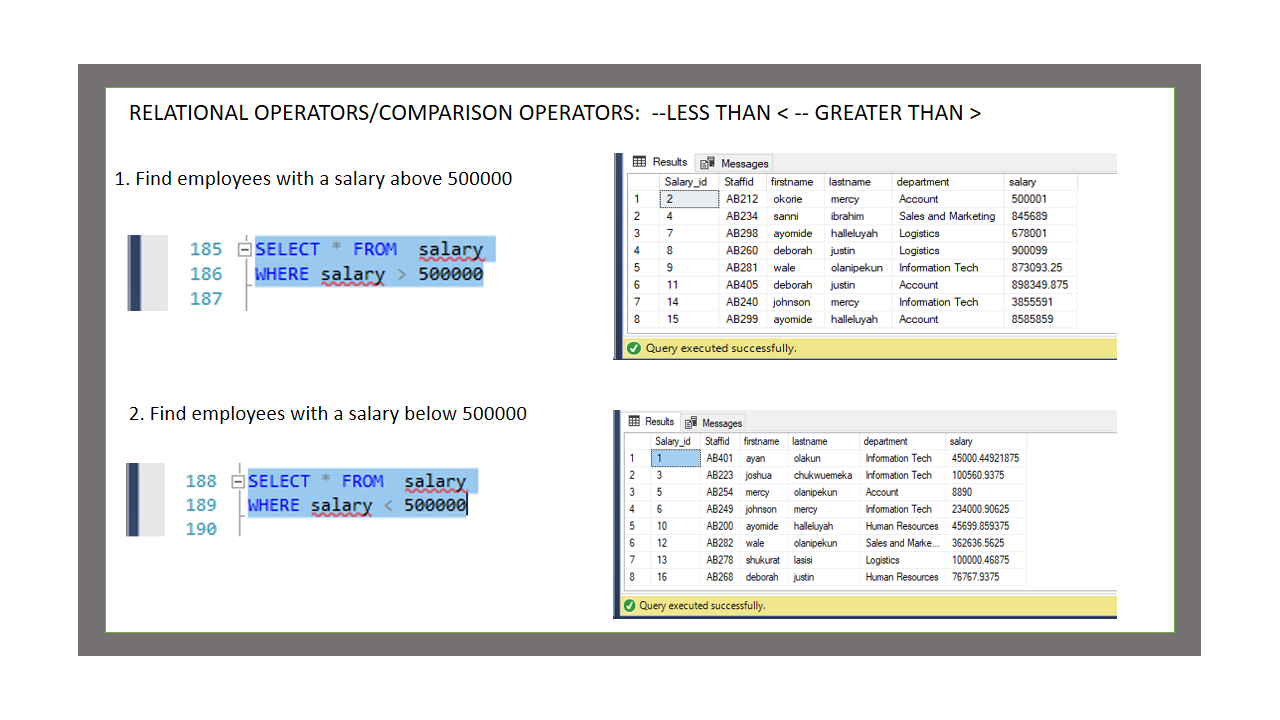 RELATIONAL OPERATORS/COMPARISON OPERATORS: --LESS THAN < -- GREATER THAN >
1. Find employees with a salary above 500000
185 SELECT * FROM salary
186 WHERE salary > 500000
187
Results Messages
Salary_id Staffid firstname lastname department salary
1 2 AB212 okorie mercy Account 500001
2 4 AB234 sanni ibrahim Sales and Marketing 845689
3 7 AB298 ayomide halleluyah Logistics 678001
4 8 AB260 deborah justin Logistics 900099
5 9 AB281 wale olanipekun Information Tech 873093.25
6 11 AB405 deborah justin Account 898349.875
7 14 AB240 johnson mercy Information Tech 3855591
8 15 AB299 ayomide halleluyah Account 8585859
Query executed successfully.
2. Find employees with a salary below 500000
188 SELECT * FROM salary
189 WHERE salary < 500000
190
Results Messages
Salary_id Staffid firstname lastname department salary
1 1 AB401 ayan olakun Information Tech 45000.44921875
2 3 AB223 joshua chukwuemeka Information Tech 100560.9375
3 5 AB254 mercy olanipekun Account 8890
4 6 AB249 johnson mercy Information Tech 234000.90625
5 10 AB200 ayomide halleluyah Human Resources 45699.859375
6 12 AB282 wale olanipekun Sales and Marke... 362636.5625
7 13 AB278 shukurat lasisi Logistics 100000.46875
8 16 AB268 deborah justin Human Resources 76767.9375
Query executed successfully.